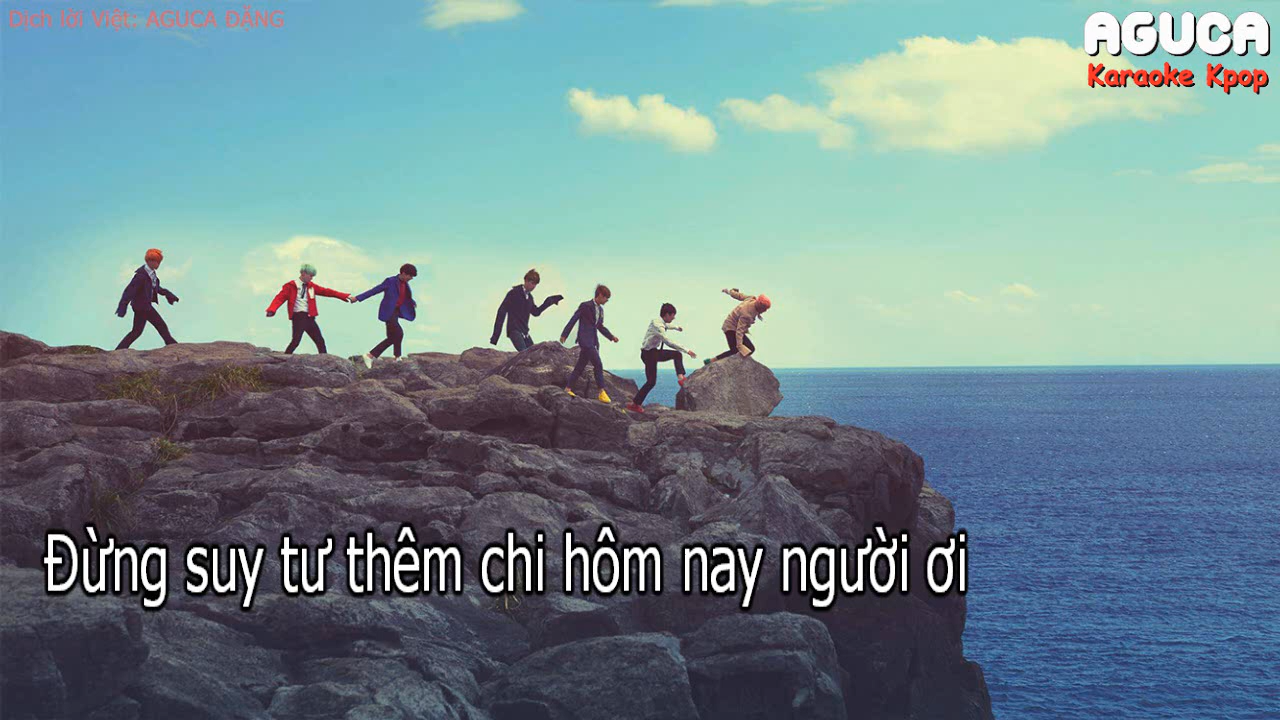 Dịch lời Việt: AGUCA ĐẶNG
AGUCA
Karaoke Kpop
Đừng suy tư thêm chi hôm nay người ơi